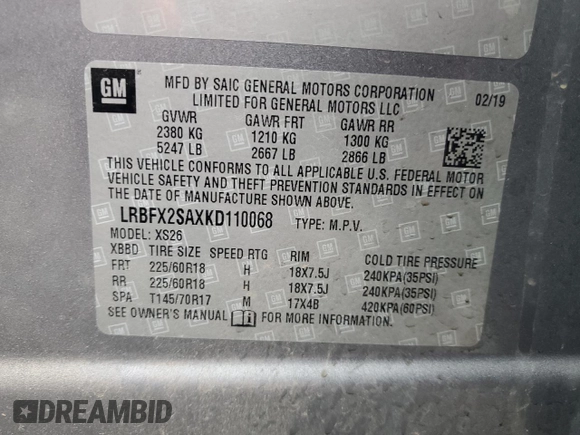 GM
MFD BY SAIC GENERAL MOTORS CORPORATION
LIMITED FOR GENERAL MOTORS LLC
02/19
GVWR GAWR FRT GAWR RR
2380 KG 1210 KG 1300 KG
5247 LB 2667 LB 2866 LB
THIS VEHICLE CONFORMS TO ALL APPLICABLE U.S. FEDERAL MOTOR
VEHICLE SAFETY AND THEFT PREVENTION STANDARDS IN EFFECT ON
THE DATE OF MANUFACTURE SHOWN ABOVE.
LRBFX2SAXKD110068 TYPE: M.P.V.
MODEL: XS26
XBBD TIRE SIZE SPEED RTG RIM COLD TIRE PRESSURE
FRT 225/60R18 H 18X7.5J 240KPA(35PSI)
RR 225/60R18 H 18X7.5J 240KPA(35PSI)
SPA T145/70R17 M 17X4B 420KPA(60PSI)
SEE OWNER'S MANUAL FOR MORE INFORMATION.
DREAMBID